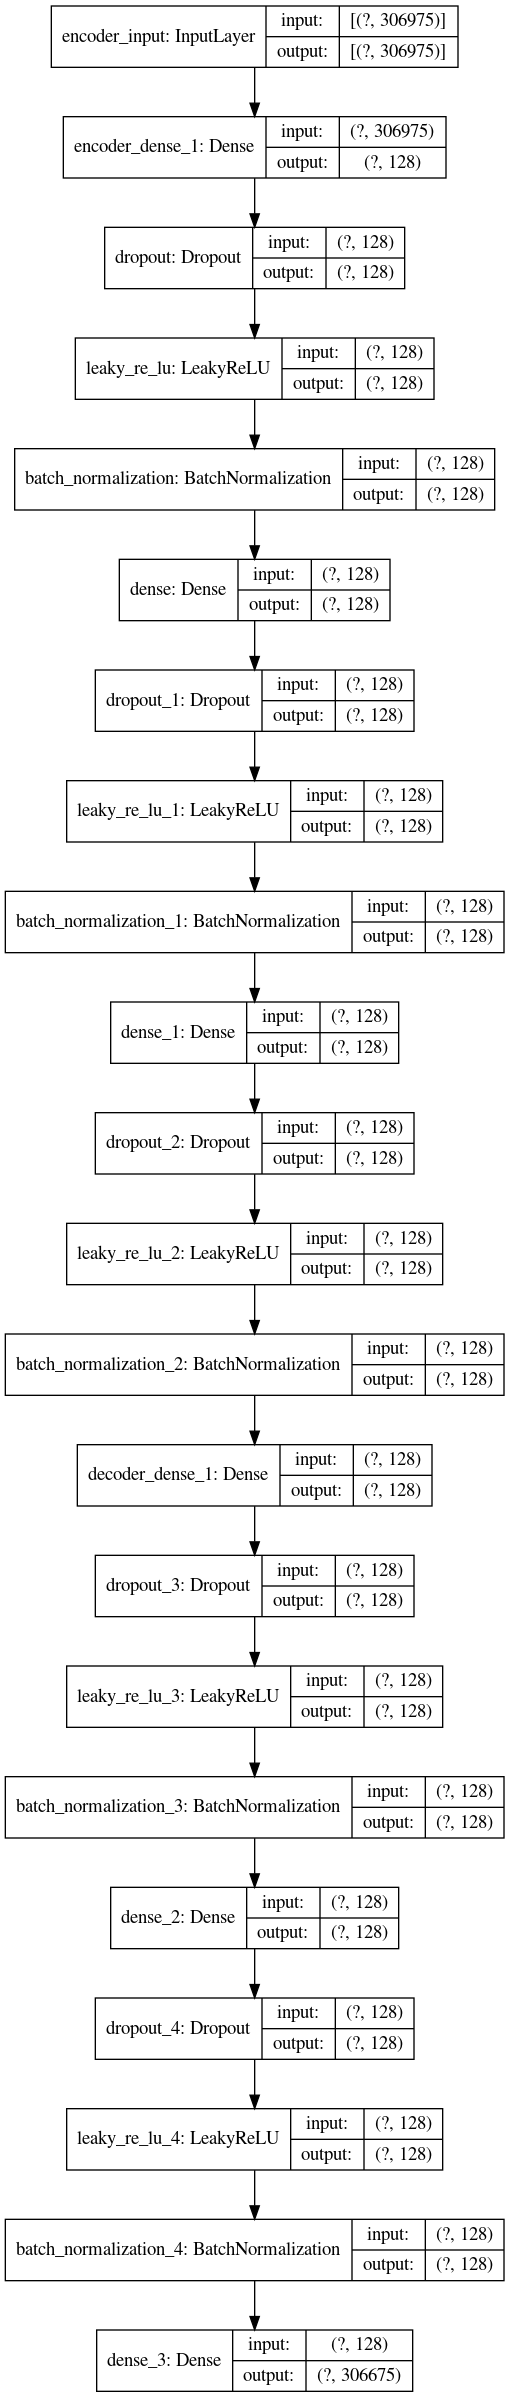 encoder_input: InputLayer
input: [(?, 306975)]
output: [(?, 306975)]
encoder_dense_1: Dense
input: (?, 306975)
output: (?, 128)
dropout: Dropout
input: (?, 128)
output: (?, 128)
leaky_re_lu: LeakyReLU
input: (?, 128)
output: (?, 128)
batch_normalization: BatchNormalization
input: (?, 128)
output: (?, 128)
dense: Dense
input: (?, 128)
output: (?, 128)
dropout_1: Dropout
input: (?, 128)
output: (?, 128)
leaky_re_lu_1: LeakyReLU
input: (?, 128)
output: (?, 128)
batch_normalization_1: BatchNormalization
input: (?, 128)
output: (?, 128)
dense_1: Dense
input: (?, 128)
output: (?, 128)
dropout_2: Dropout
input: (?, 128)
output: (?, 128)
leaky_re_lu_2: LeakyReLU
input: (?, 128)
output: (?, 128)
batch_normalization_2: BatchNormalization
input: (?, 128)
output: (?, 128)
decoder_dense_1: Dense
input: (?, 128)
output: (?, 128)
dropout_3: Dropout
input: (?, 128)
output: (?, 128)
leaky_re_lu_3: LeakyReLU
input: (?, 128)
output: (?, 128)
batch_normalization_3: BatchNormalization
input: (?, 128)
output: (?, 128)
dense_2: Dense
input: (?, 128)
output: (?, 128)
dropout_4: Dropout
input: (?, 128)
output: (?, 128)
leaky_re_lu_4: LeakyReLU
input: (?, 128)
output: (?, 128)
batch_normalization_4: BatchNormalization
input: (?, 128)
output: (?, 128)
dense_3: Dense
input: (?, 128)
output: (?, 306675)